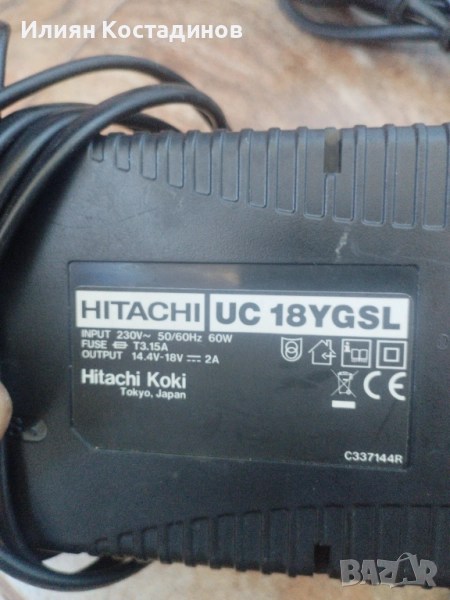 Илиян Костадинов
HITACHI UC 18YGSL
INPUT 230V~ 50/60Hz 60W
FUSE T3.15A
OUTPUT 14.4V-18V ⎓ 2A
Hitachi Koki
Tokyo, Japan
CE
C337144R
BAZAR